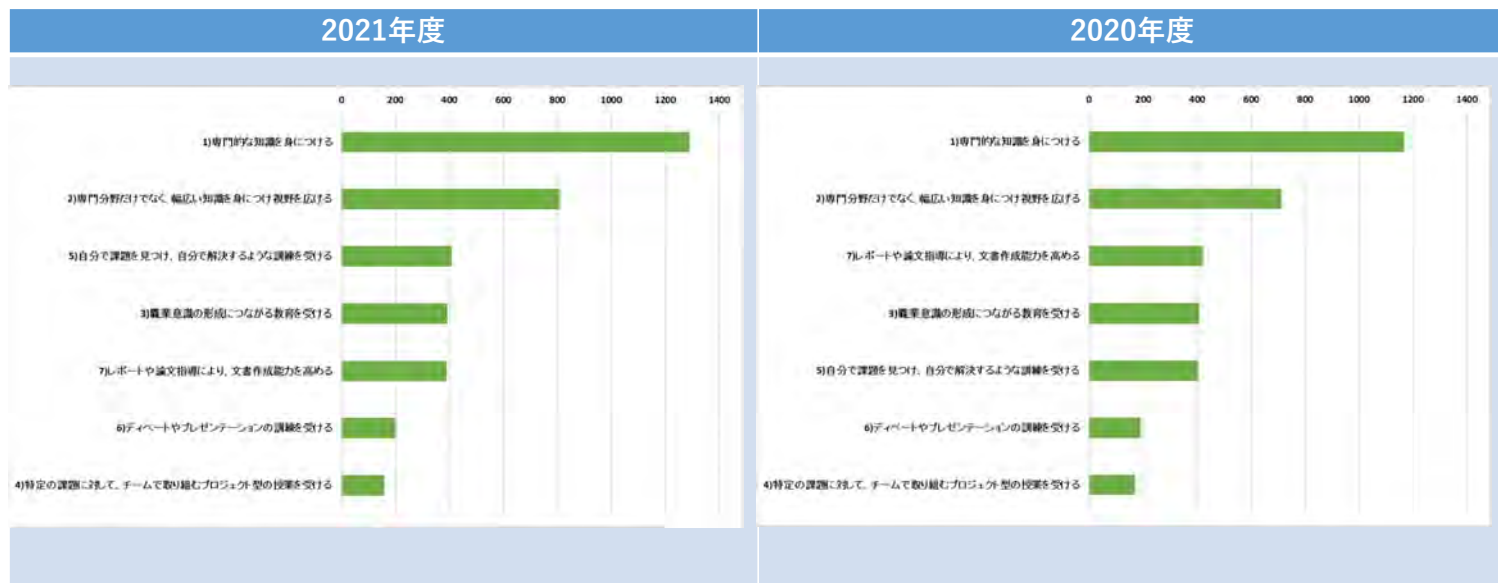 2021年度
2020年度
0 200 400 600 800 1000 1200 1400
1)専門的な知識を身につける
2)専門分野だけでなく、幅広い知識を身につけ視野を広げる
5)自分で課題を見つけ、自分で解決するような訓練を受ける
3)職業意識の形成につながる教育を受ける
7)レポートや論文指導により、文書作成能力を高める
6)ディベートやプレゼンテーションの訓練を受ける
4)特定の課題に対して、チームで取り組むプロジェクト型の授業を受ける
0 200 400 600 800 1000 1200 1400
1)専門的な知識を身につける
2)専門分野だけでなく、幅広い知識を身につけ視野を広げる
7)レポートや論文指導により、文書作成能力を高める
3)職業意識の形成につながる教育を受ける
5)自分で課題を見つけ、自分で解決するような訓練を受ける
6)ディベートやプレゼンテーションの訓練を受ける
4)特定の課題に対して、チームで取り組むプロジェクト型の授業を受ける